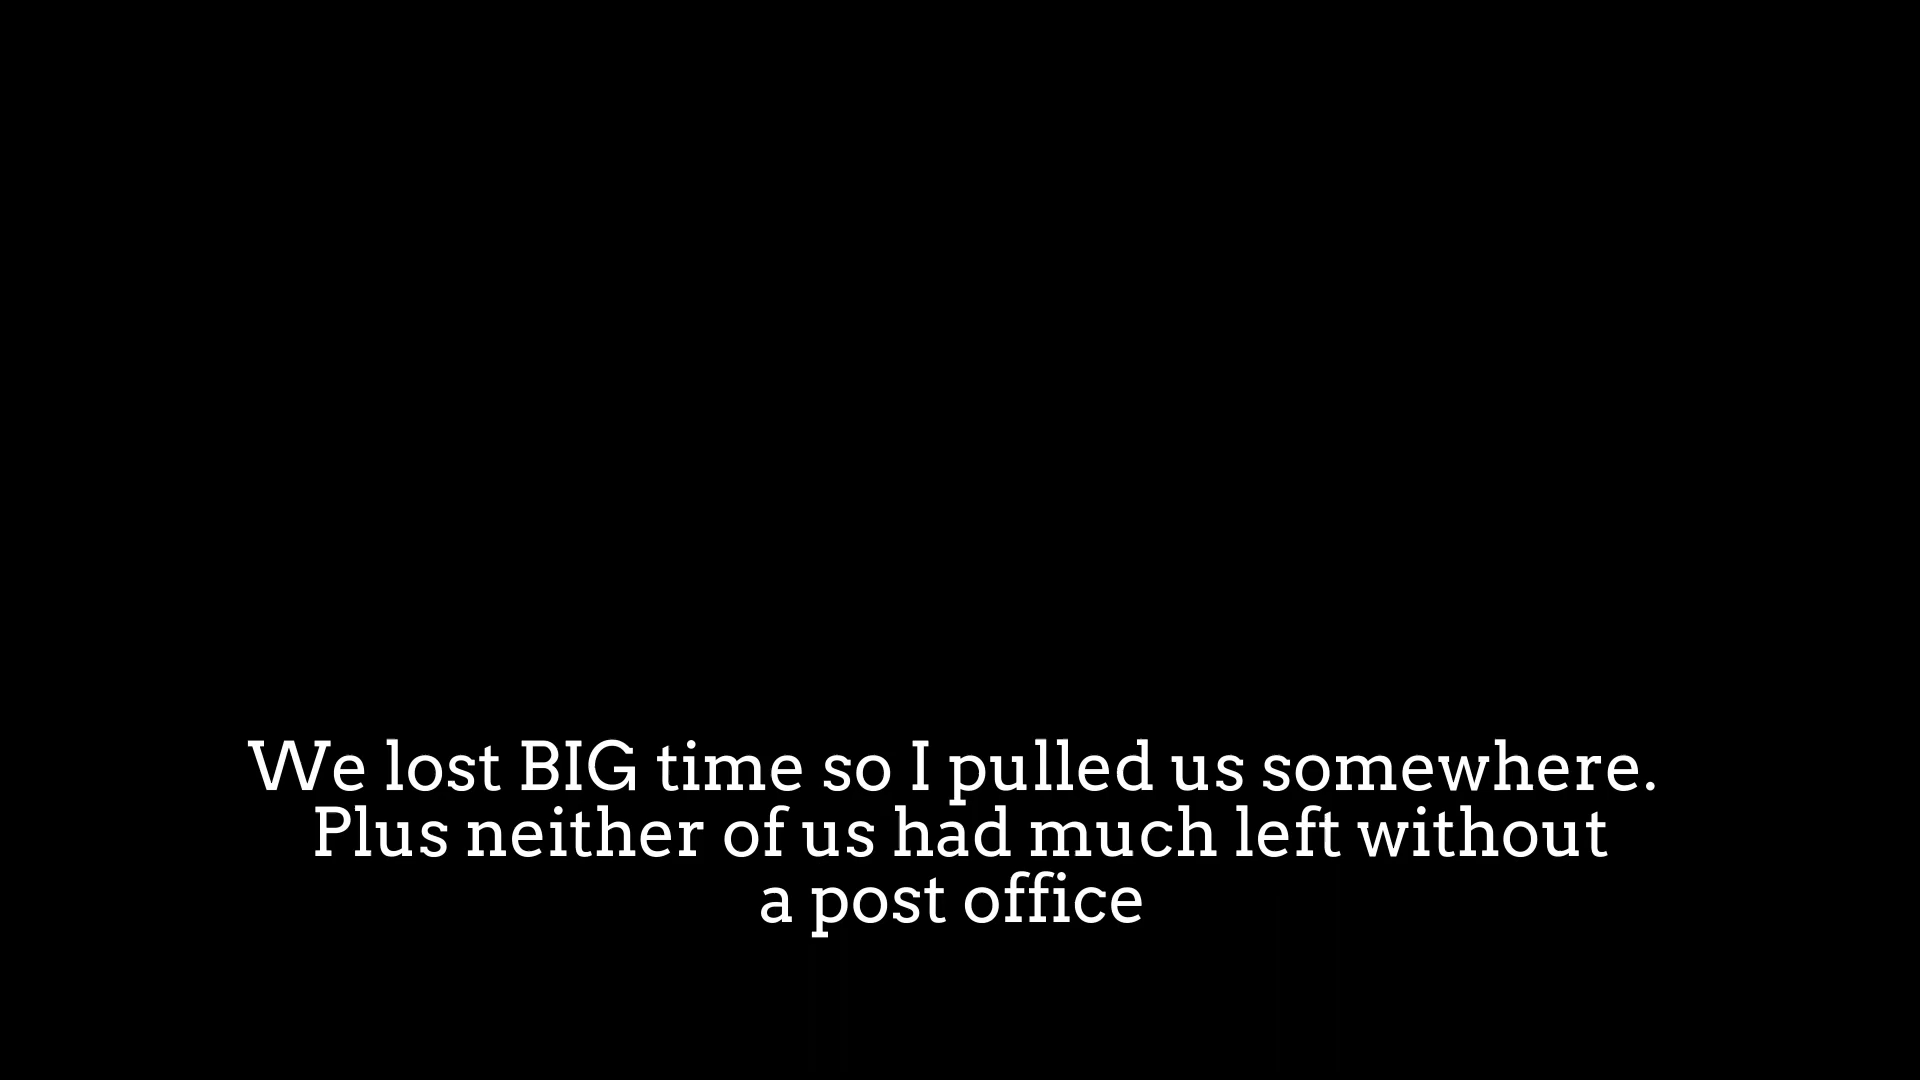 We lost BIG time so I pulled us somewhere.
Plus neither of us had much left without
a post office